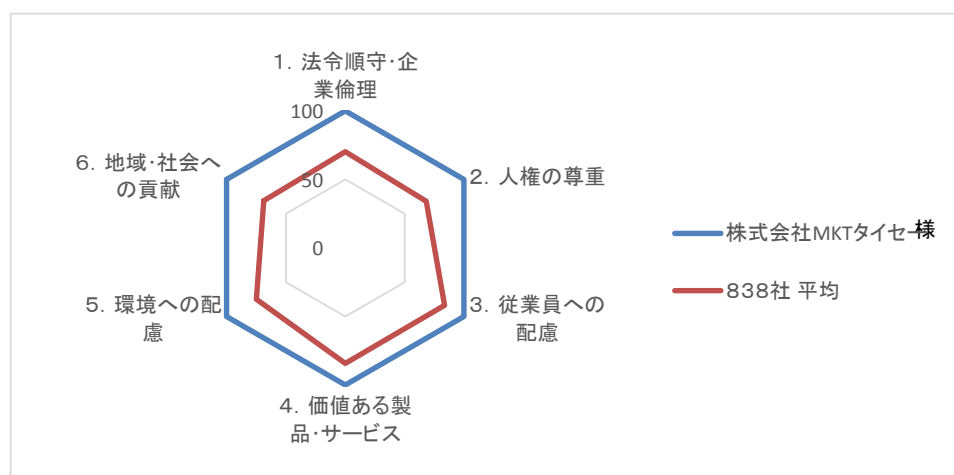 1. 法令順守・企
業倫理
100
50
0
2. 人権の尊重
3. 従業員への
配慮
4. 価値ある製
品・サービス
5. 環境への配
慮
6. 地域・社会へ
の貢献
株式会社MKTタイセー様
838社 平均